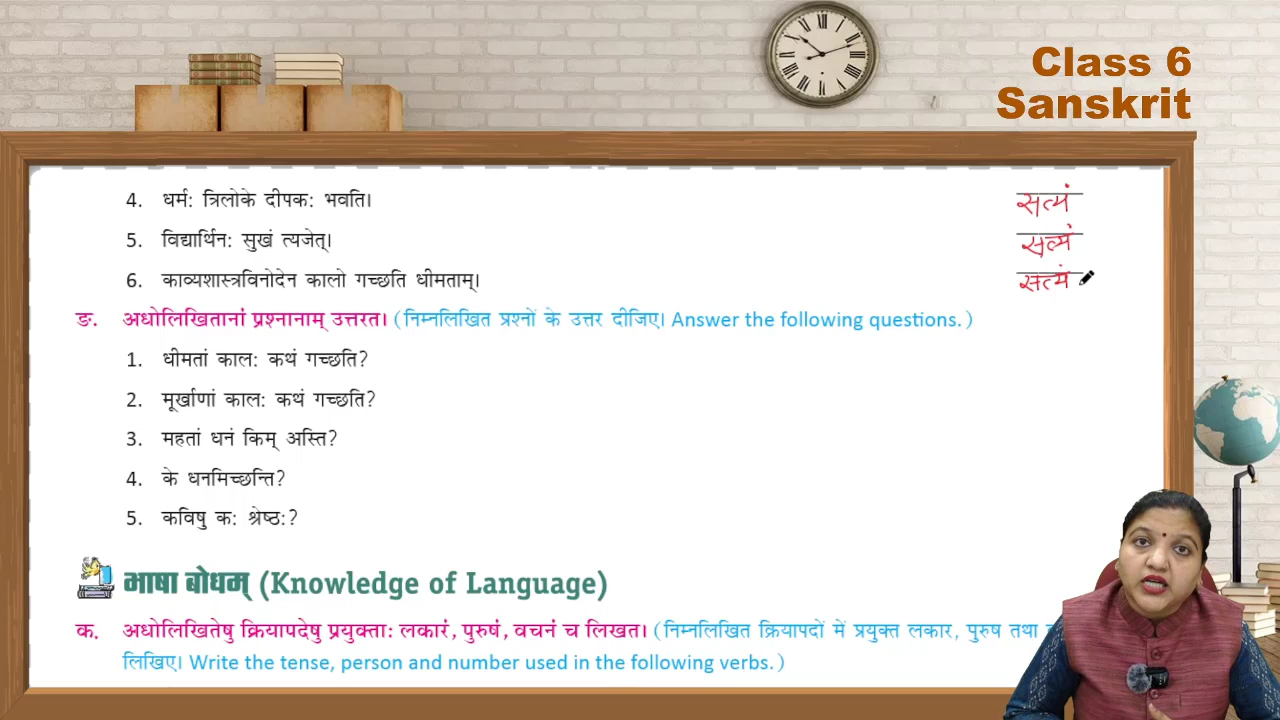 Class 6
Sanskrit
4. धर्म: त्रिलोके दीपक: भवति। सत्यं
5. विद्यार्थिन: सुखं त्यजेत्। सत्यं
6. काव्यशास्त्रविनोदेन कालो गच्छति धीमताम्। सत्यं
ङ. अधोलिखितानां प्रश्नानाम् उत्तरत। (निम्नलिखित प्रश्नों के उत्तर दीजिए। Answer the following questions.)
1. धीमतां काल: कथं गच्छति?
2. मूर्खाणां काल: कथं गच्छति?
3. महतां धनं किम् अस्ति?
4. के धनमिच्छन्ति?
5. कविषु क: श्रेष्ठ:?
भाषा बोधम् (Knowledge of Language)
क. अधोलिखितेषु क्रियापदेषु प्रयुक्ता: लकारं, पुरुषं, वचनं च लिखत। (निम्नलिखित क्रियापदों में प्रयुक्त लकार, पुरुष तथा
लिखिए। Write the tense, person and number used in the following verbs.)